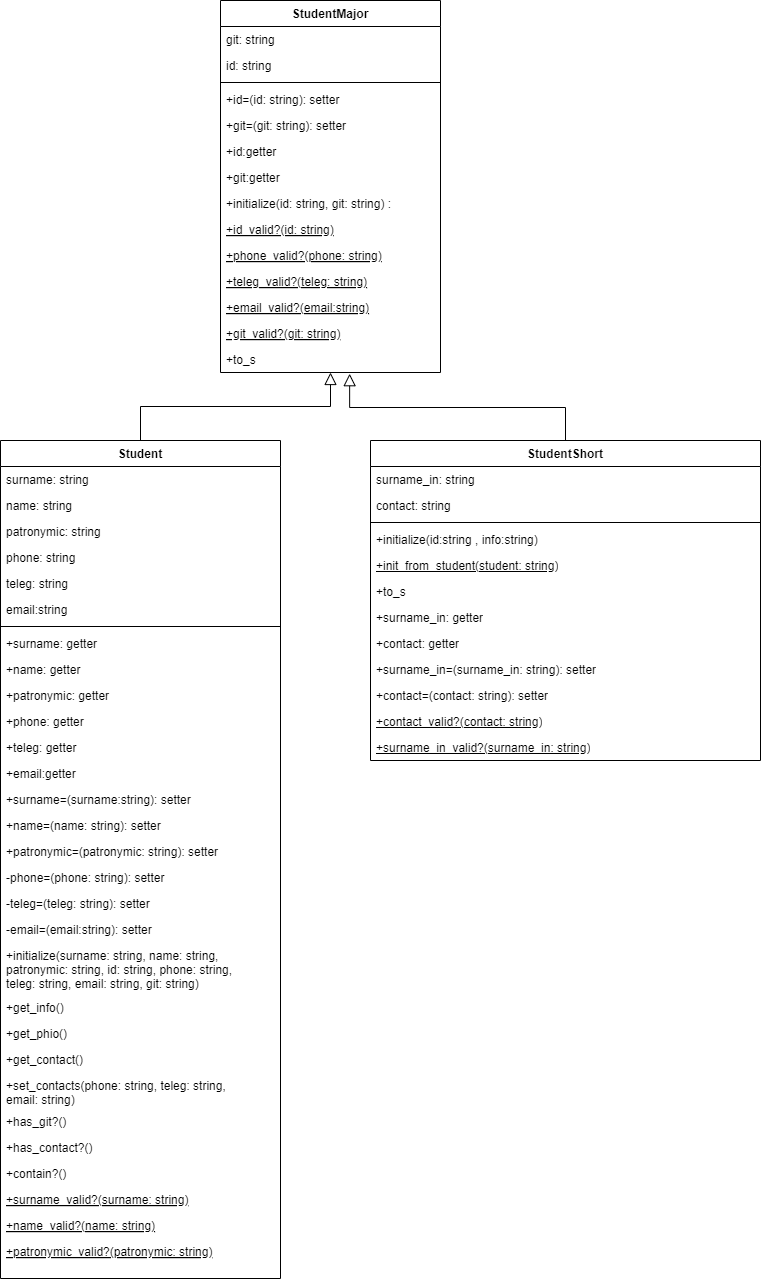 StudentMajor
git: string
id: string
+id=(id: string): setter
+git=(git: string): setter
+id:getter
+git:getter
+initialize(id: string, git: string) :
+id_valid?(id: string)
+phone_valid?(phone: string)
+teleg_valid?(teleg: string)
+email_valid?(email:string)
+git_valid?(git: string)
+to_s
Student
surname: string
name: string
patronymic: string
phone: string
teleg: string
email:string
+surname: getter
+name: getter
+patronymic: getter
+phone: getter
+teleg: getter
+email:getter
+surname=(surname:string): setter
+name=(name: string): setter
+patronymic=(patronymic: string): setter
-phone=(phone: string): setter
-teleg=(teleg: string): setter
-email=(email:string): setter
+initialize(surname: string, name: string,
patronymic: string, id: string, phone: string,
teleg: string, email: string, git: string)
+get_info()
+get_phio()
+get_contact()
+set_contacts(phone: string, teleg: string,
email: string)
+has_git?()
+has_contact?()
+contain?()
+surname_valid?(surname: string)
+name_valid?(name: string)
+patronymic_valid?(patronymic: string)
StudentShort
surname_in: string
contact: string
+initialize(id:string , info:string)
+init_from_student(student: string)
+to_s
+surname_in: getter
+contact: getter
+surname_in=(surname_in: string): setter
+contact=(contact: string): setter
+contact_valid?(contact: string)
+surname_in_valid?(surname_in: string)